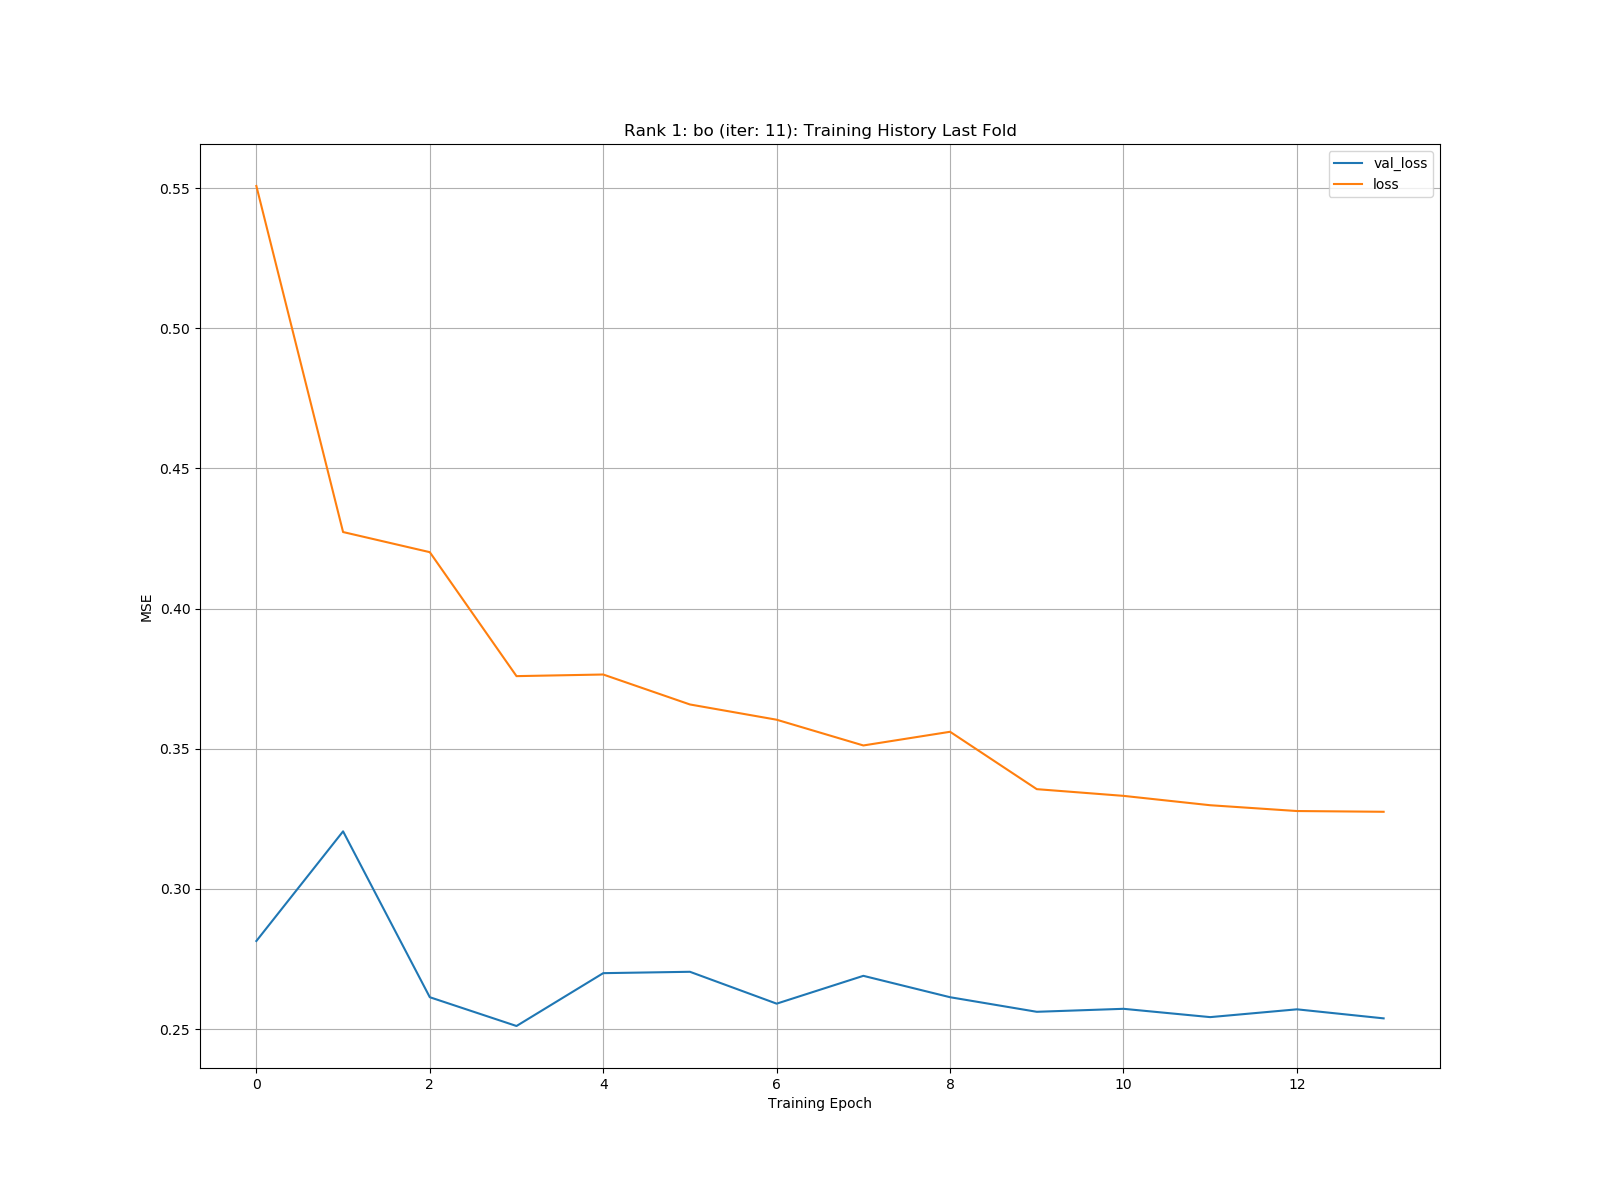 Rank 1: bo (iter: 11): Training History Last Fold
val_loss
loss
0.55
0.50
0.45
0.40
0.35
0.30
0.25
MSE
0 2 4 6 8 10 12
Training Epoch